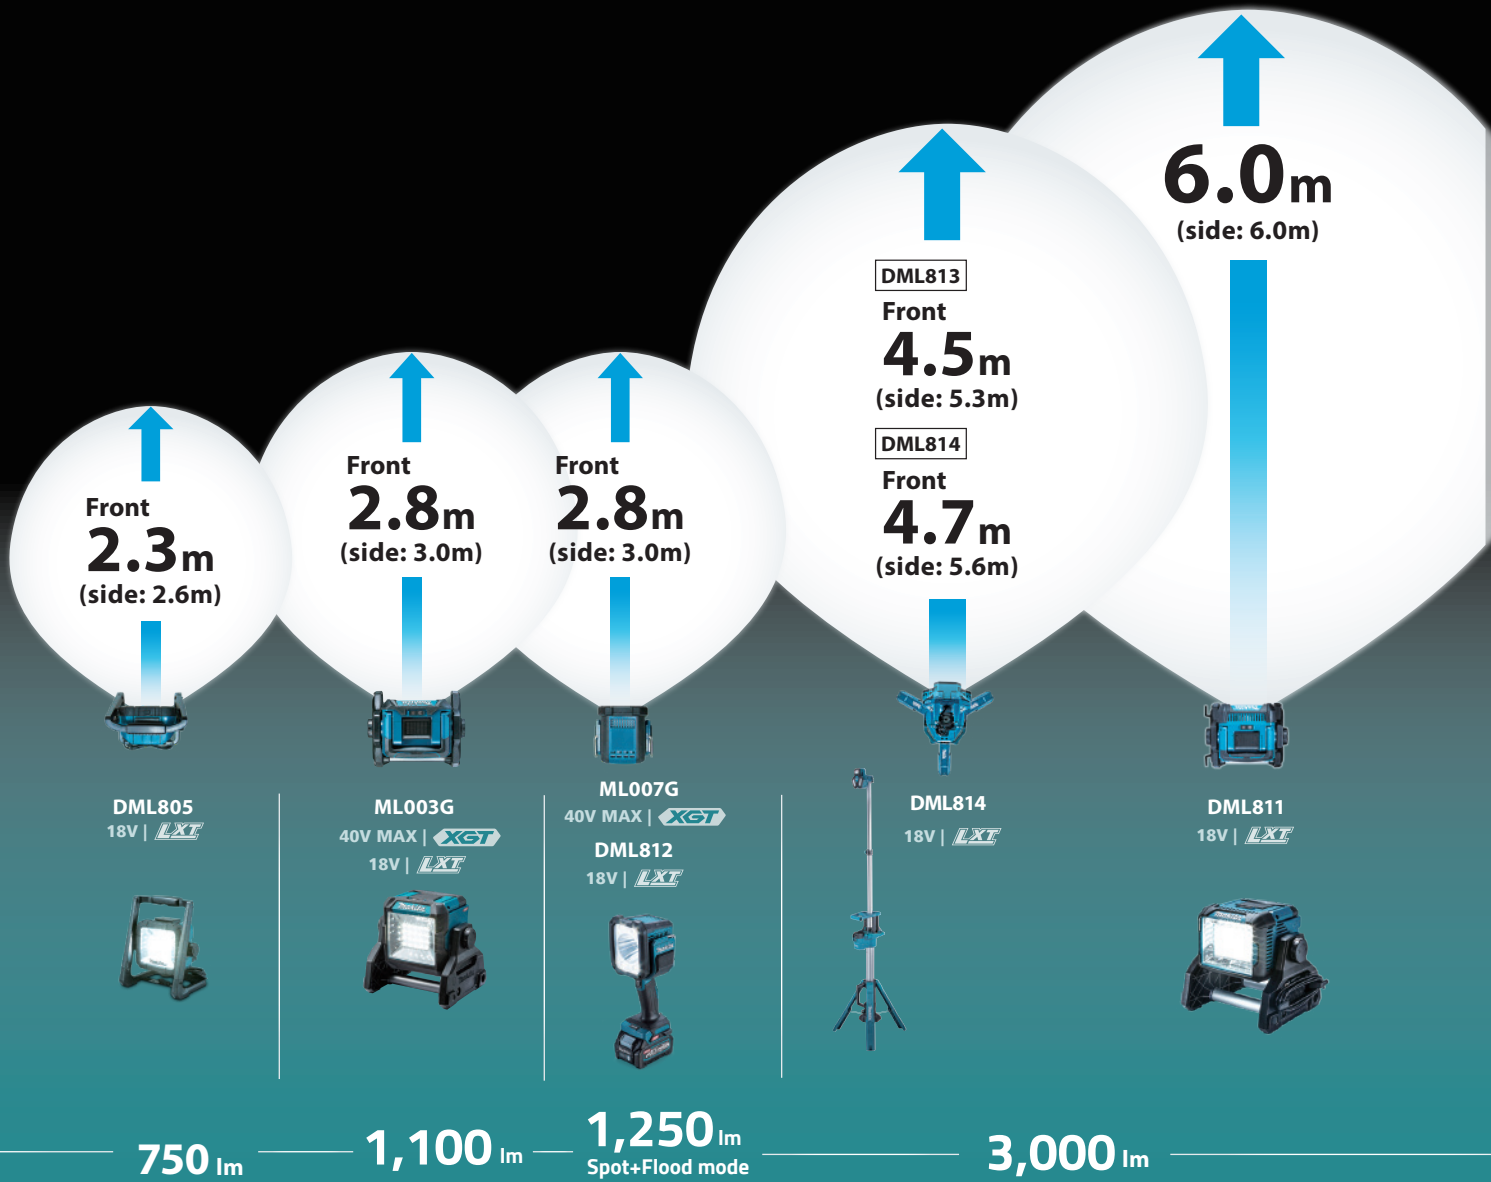 6.0m
(side: 6.0m)
DML813
Front
4.5m
(side: 5.3m)
DML814
Front
4.7m
(side: 5.6m)
Front
2.8m
(side: 3.0m)
Front
2.8m
(side: 3.0m)
Front
2.3m
(side: 2.6m)
DML805
18V | LXT
ML003G
40V MAX | XGT
18V | LXT
ML007G
40V MAX | XGT
DML812
18V | LXT
DML814
18V | LXT
DML811
18V | LXT
750 lm
1,100 lm
1,250 lm
Spot+Flood mode
3,000 lm